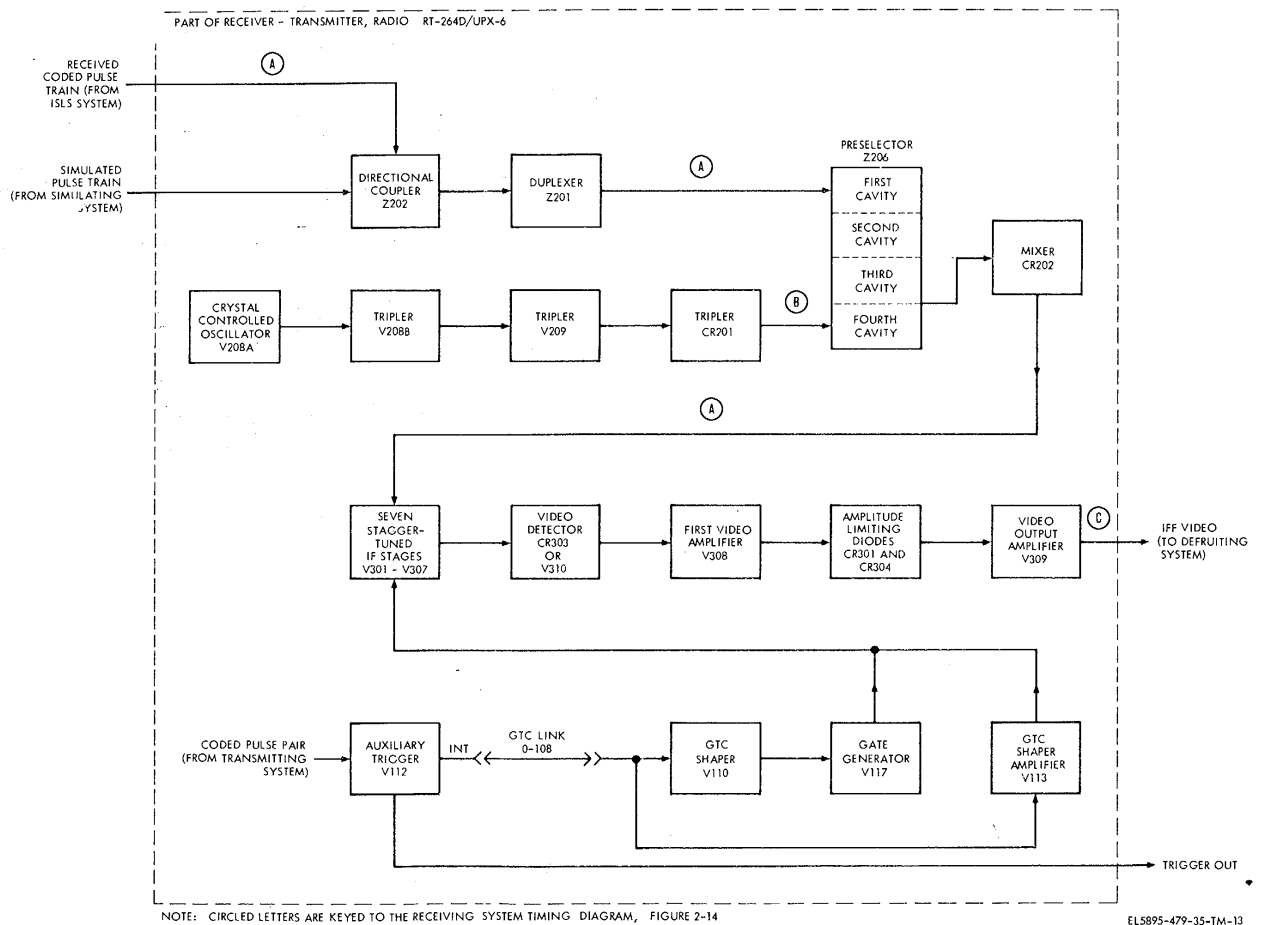 PART OF RECEIVER - TRANSMITTER, RADIO RT-264D/UPX-6
RECEIVED
CODED PULSE
TRAIN (FROM
ISLS SYSTEM)
A
SIMULATED
PULSE TRAIN
(FROM SIMULATING
SYSTEM)
DIRECTIONAL
COUPLER
Z202
DUPLEXER
Z201
A
PRESELECTOR
Z206
FIRST
CAVITY
SECOND
CAVITY
THIRD
CAVITY
FOURTH
CAVITY
MIXER
CR202
CRYSTAL
CONTROLLED
OSCILLATOR
V208A
TRIPLER
V208B
TRIPLER
V209
TRIPLER
CR201
B
A
SEVEN
STAGGER-
TUNED
IF STAGES
V301 - V307
VIDEO
DETECTOR
CR303
OR
V310
FIRST VIDEO
AMPLIFIER
V308
AMPLITUDE
LIMITING
DIODES
CR301 AND
CR304
VIDEO
OUTPUT
AMPLIFIER
V309
C
IFF VIDEO
(TO DEFRUITING
SYSTEM)
CODED PULSE PAIR
(FROM TRANSMITTING
SYSTEM)
AUXILIARY
TRIGGER
V112
INT
GTC LINK
0-108
GTC
SHAPER
V110
GATE
GENERATOR
V117
GTC
SHAPER
AMPLIFIER
V113
TRIGGER OUT
NOTE: CIRCLED LETTERS ARE KEYED TO THE RECEIVING SYSTEM TIMING DIAGRAM, FIGURE 2-14
EL5895-479-35-TM-13